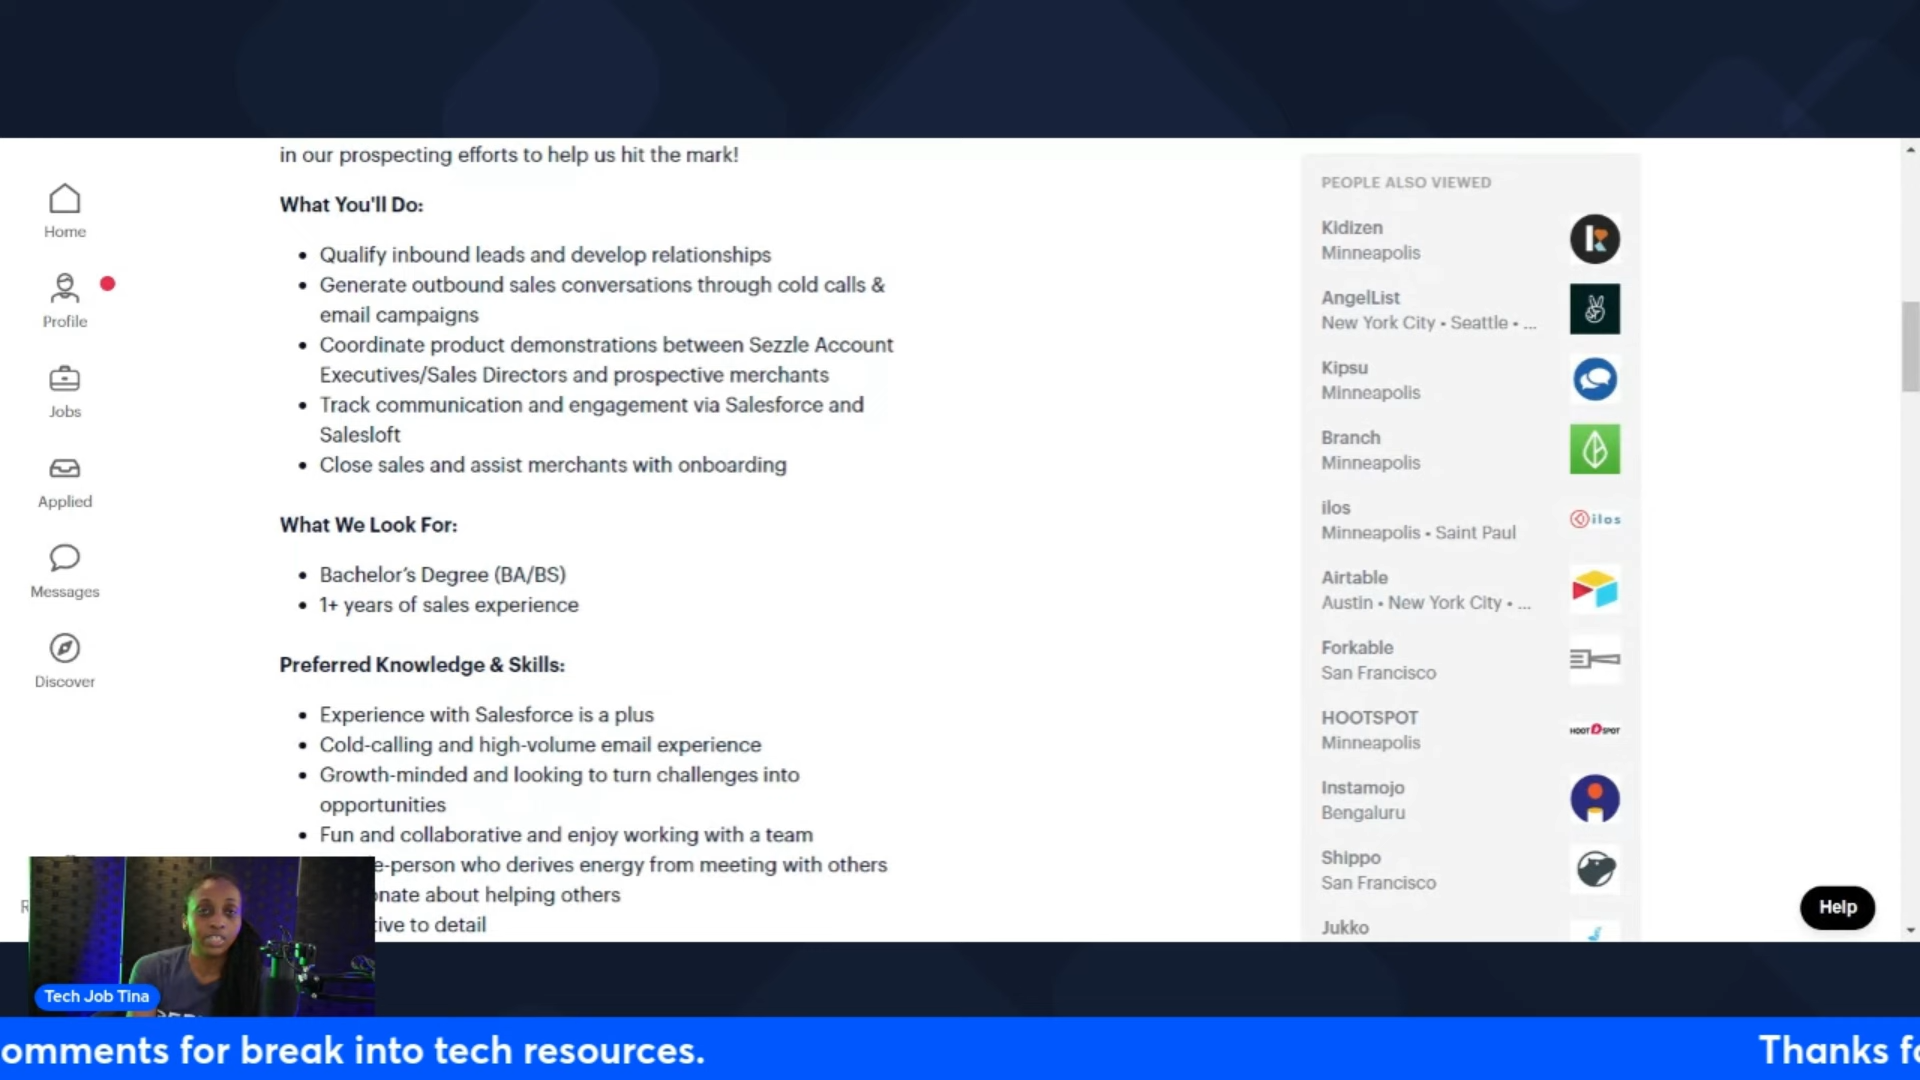 in our prospecting efforts to help us hit the mark!
What You'll Do:
Qualify inbound leads and develop relationships
Generate outbound sales conversations through cold calls &
email campaigns
Coordinate product demonstrations between Sezzle Account
Executives/Sales Directors and prospective merchants
Track communication and engagement via Salesforce and
Salesloft
Close sales and assist merchants with onboarding
What We Look For:
Bachelor's Degree (BA/BS)
1+ years of sales experience
Preferred Knowledge & Skills:
Experience with Salesforce is a plus
Cold-calling and high-volume email experience
Growth-minded and looking to turn challenges into
opportunities
Fun and collaborative and enjoy working with a team
e-person who derives energy from meeting with others
onate about helping others
tive to detail
Home
Profile
Jobs
Applied
Messages
Discover
PEOPLE ALSO VIEWED
Kidizen
Minneapolis
AngelList
New York City • Seattle • ...
Kipsu
Minneapolis
Branch
Minneapolis
ilos
Minneapolis • Saint Paul
ilos
Airtable
Austin • New York City • ...
Forkable
San Francisco
HOOTSPOT
Minneapolis
HOOT SPOT
Instamojo
Bengaluru
Shippo
San Francisco
Jukko
Help
Tech Job Tina
omments for break into tech resources.
Thanks fo